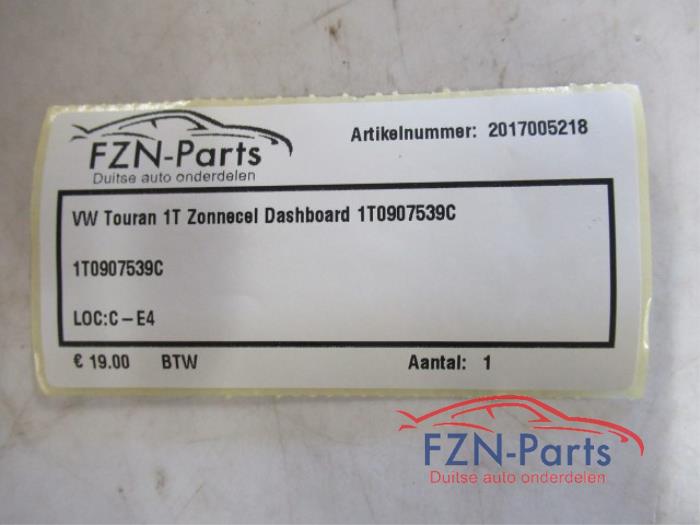 FZN-Parts
Duitse auto onderdelen
Artikelnummer: 2017005218
VW Touran 1T Zonnecel Dashboard 1T0907539C
1T0907539C
LOC:C-E4
€ 19.00 BTW Aantal: 1
FZN-Parts
Duitse auto onderdelen